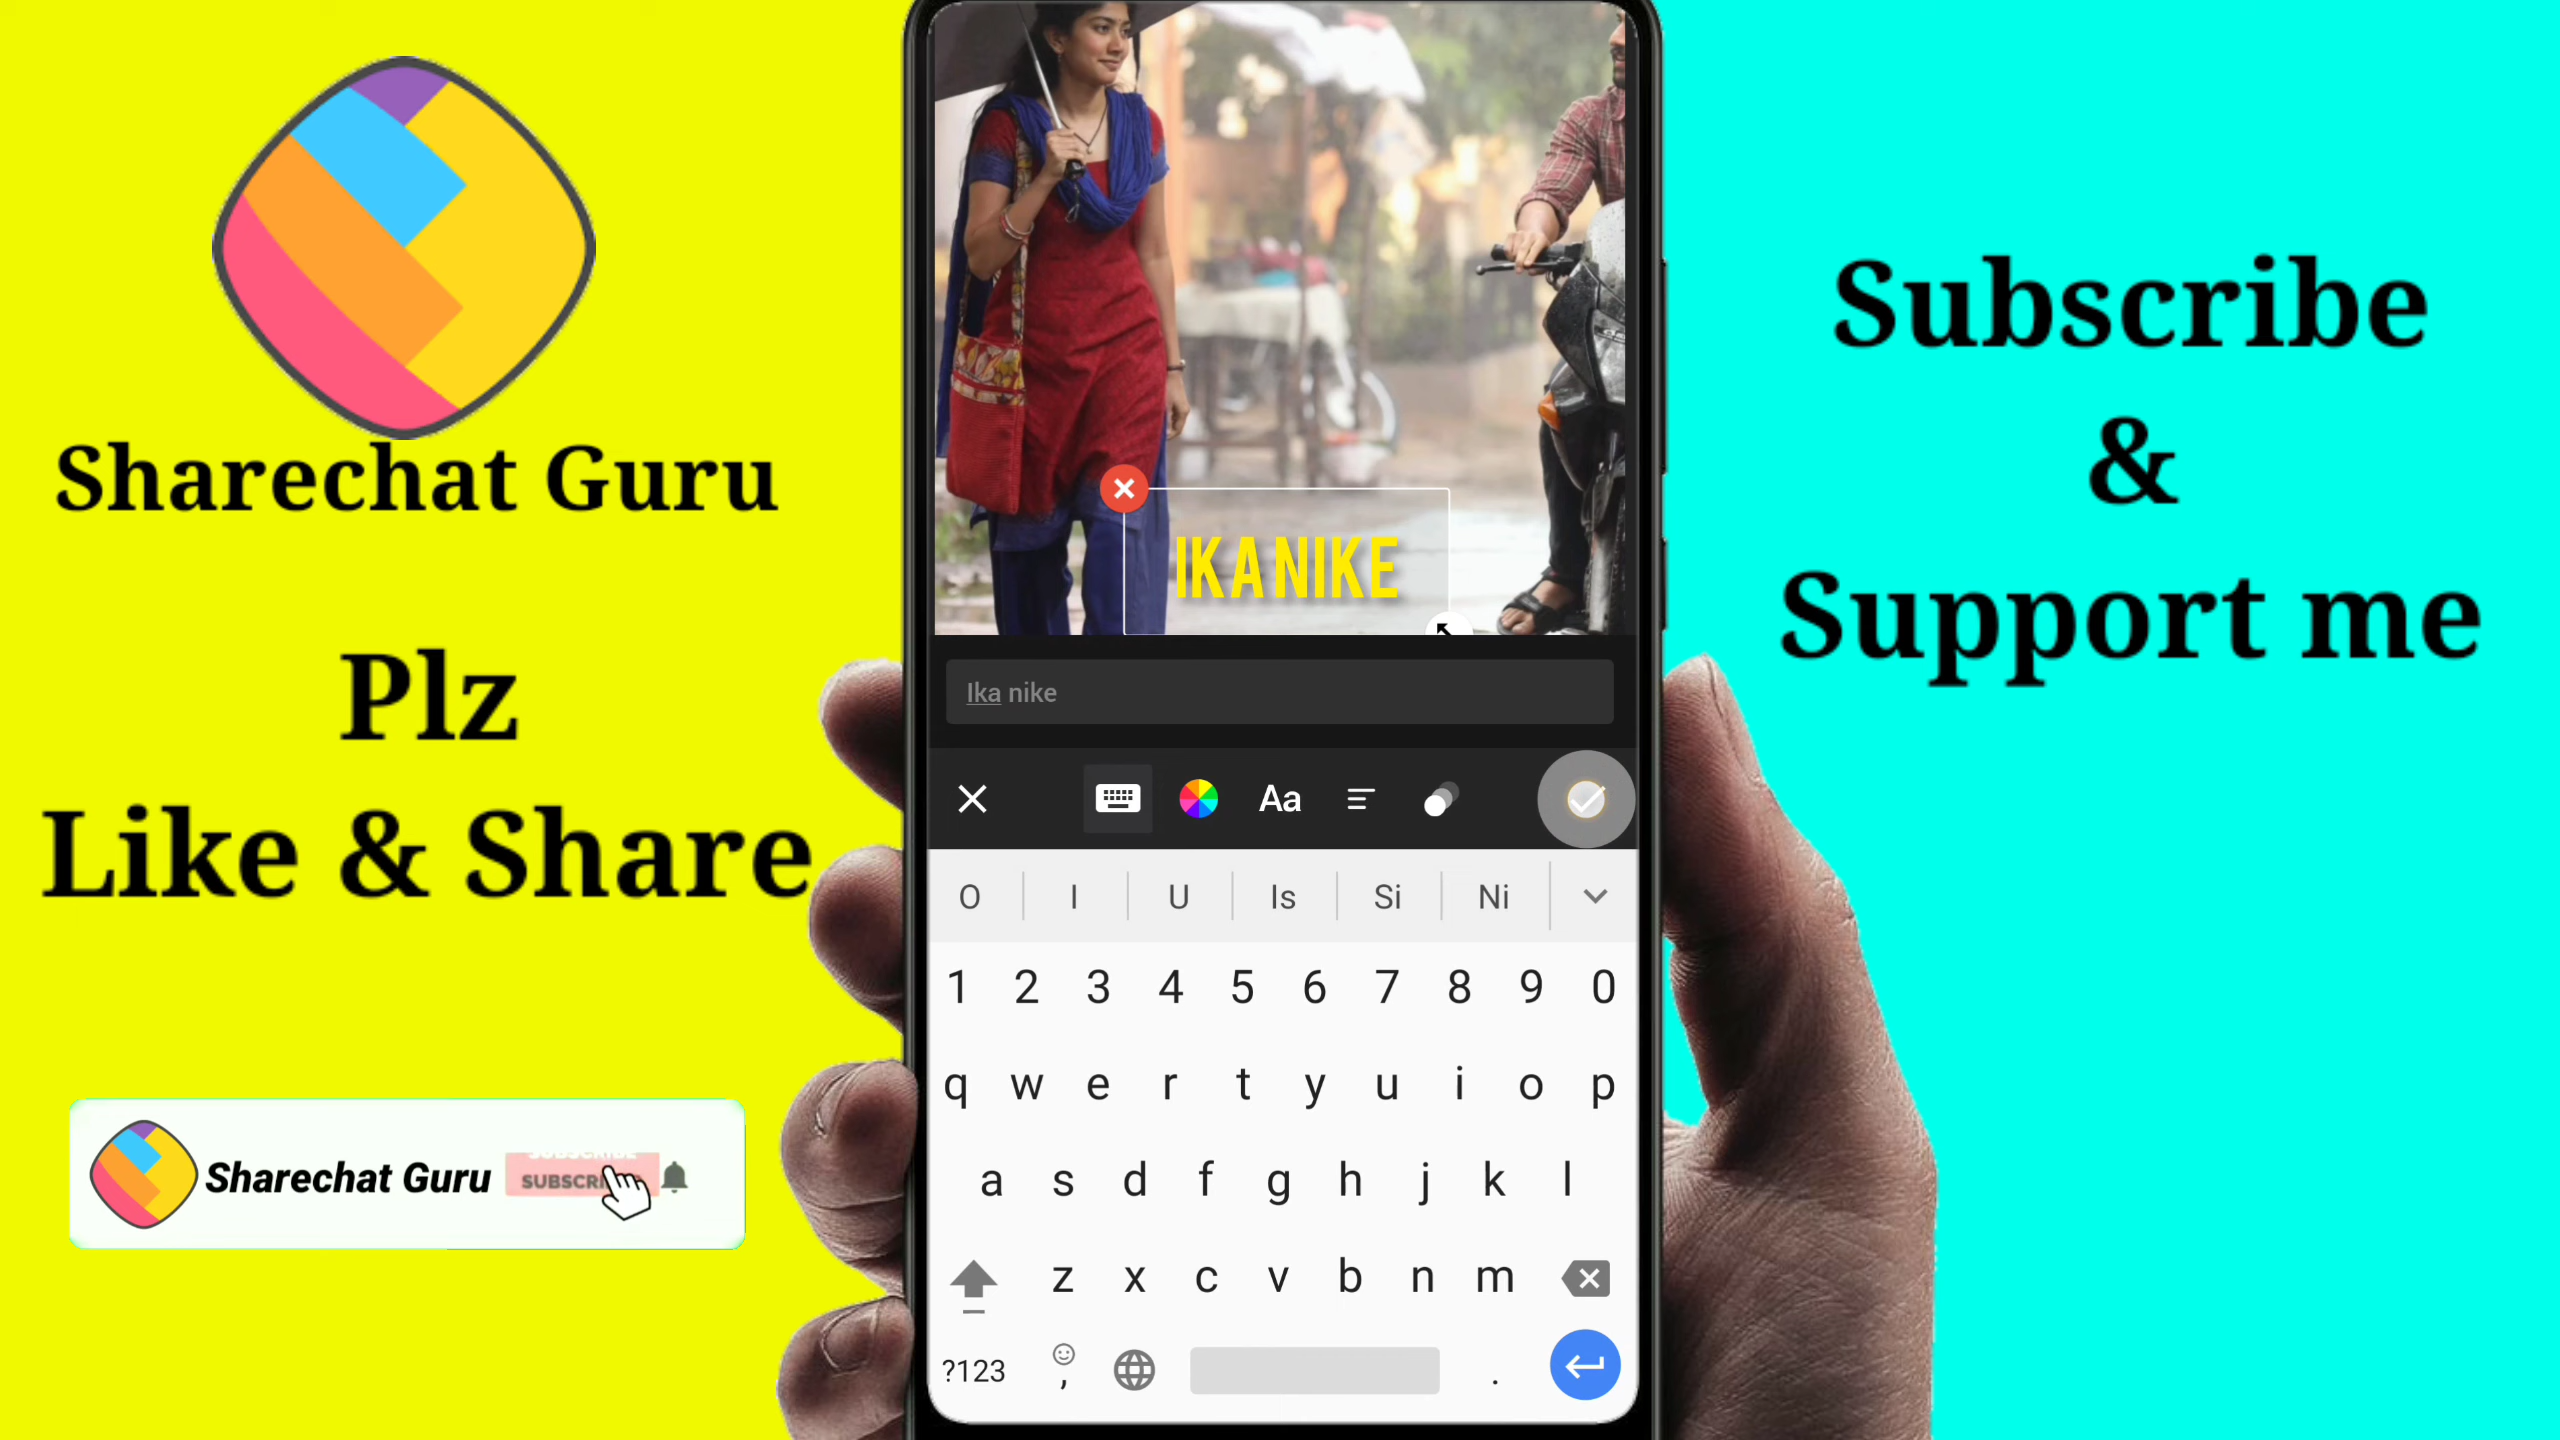 Sharechat Guru
Plz
Like & Share
Sharechat Guru
SUBSCRIBE
Subscribe
&
Support me
IKA NIKE
Ika nike
Aa
O I U Is Si Ni
1 2 3 4 5 6 7 8 9 0
q w e r t y u i o p
a s d f g h j k l
z x c v b n m
?123 , .